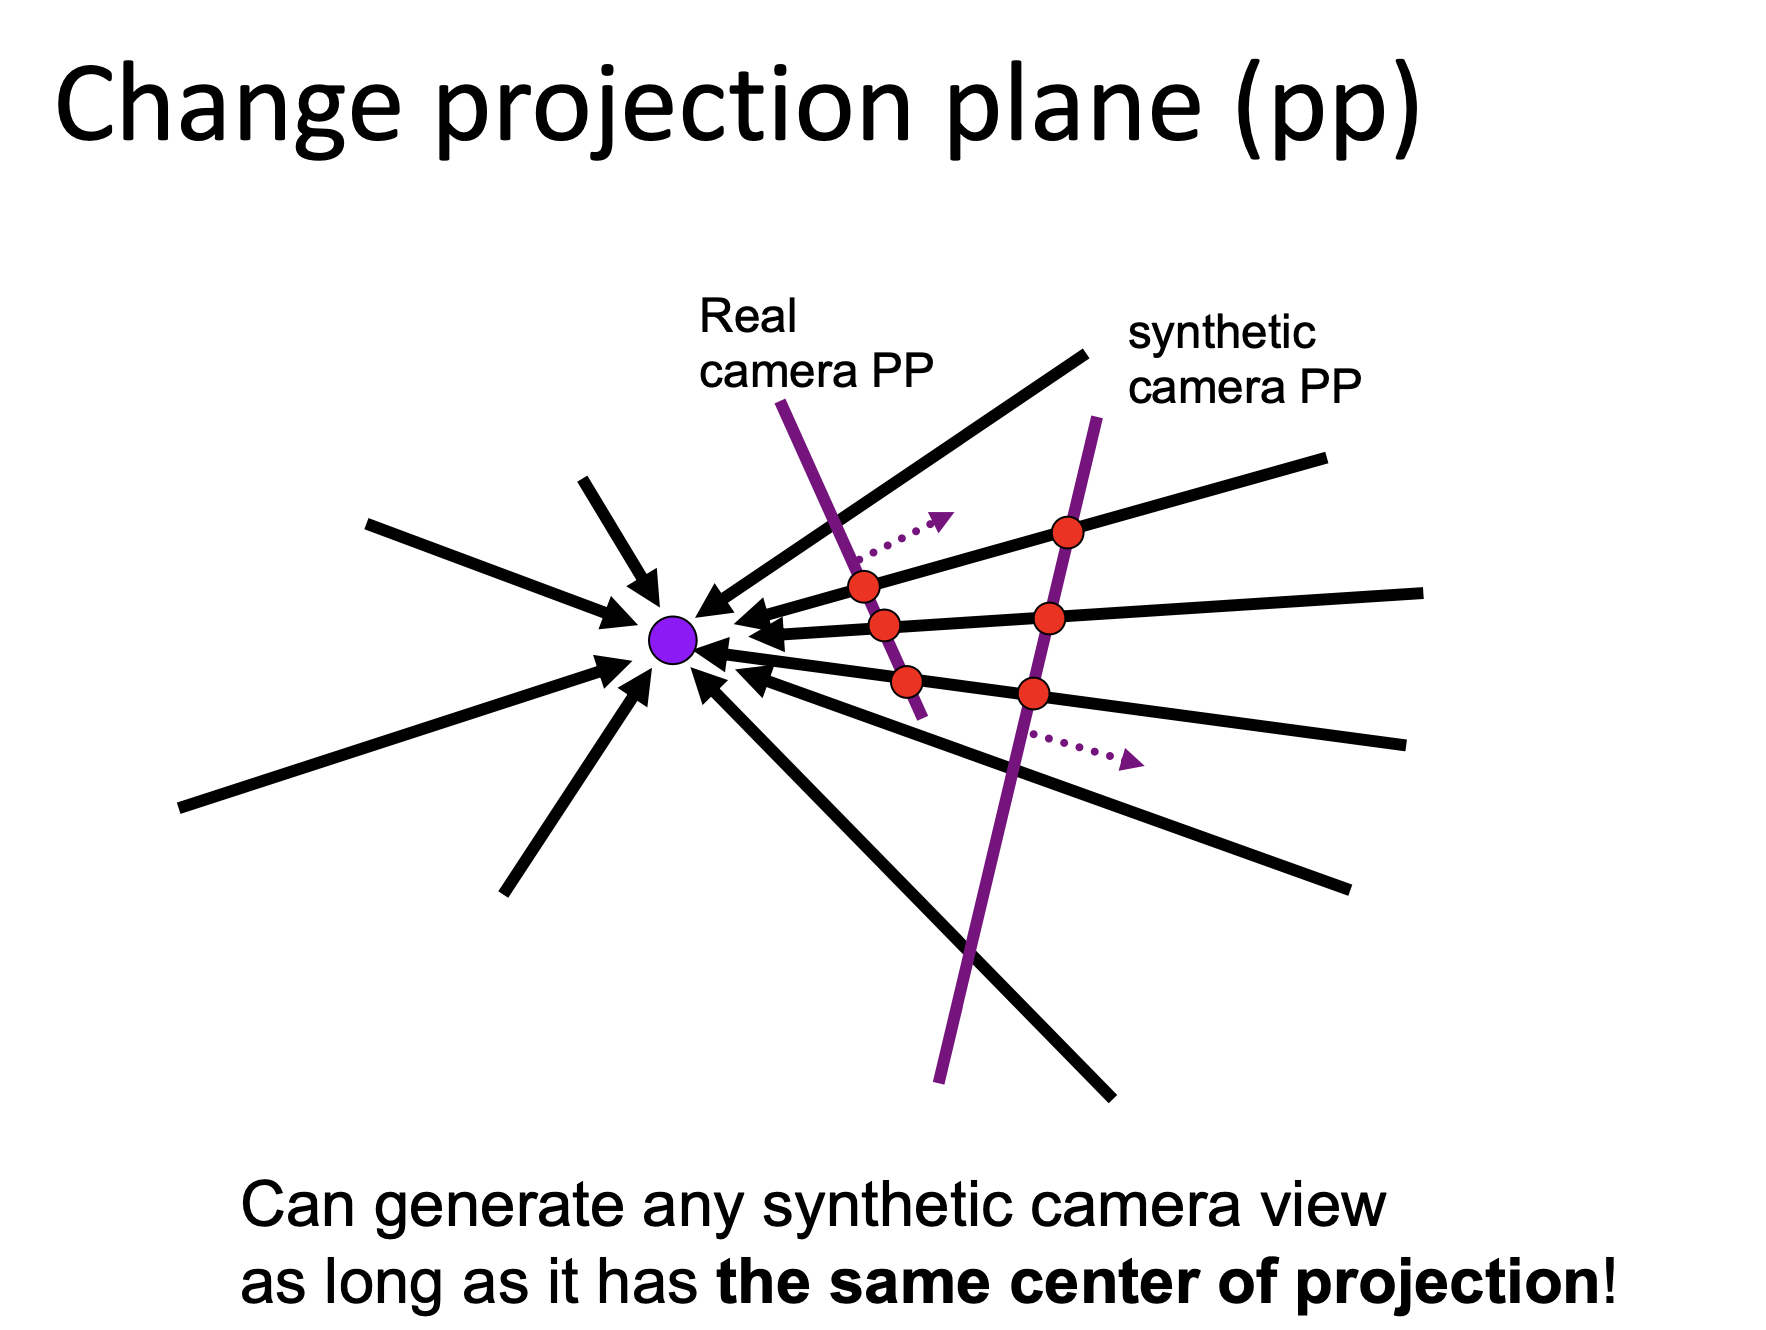 Change projection plane (pp)
Real
camera PP
synthetic
camera PP
Can generate any synthetic camera view
as long as it has the same center of projection!